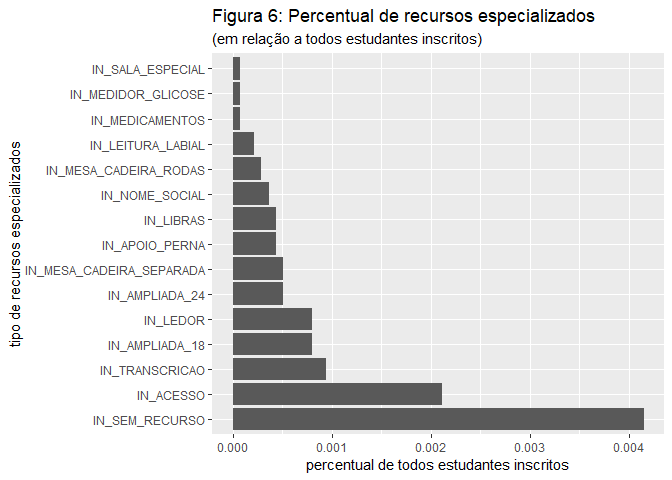 Figura 6: Percentual de recursos especializados
(em relação a todos estudantes inscritos)
tipo de recursos especializados
IN_SALA_ESPECIAL
IN_MEDIDOR_GLICOSE
IN_MEDICAMENTOS
IN_LEITURA_LABIAL
IN_MESA_CADEIRA_RODAS
IN_NOME_SOCIAL
IN_LIBRAS
IN_APOIO_PERNA
IN_MESA_CADEIRA_SEPARADA
IN_AMPLIADA_24
IN_LEDOR
IN_AMPLIADA_18
IN_TRANSCRICAO
IN_ACESSO
IN_SEM_RECURSO
0.000 0.001 0.002 0.003 0.004
percentual de todos estudantes inscritos